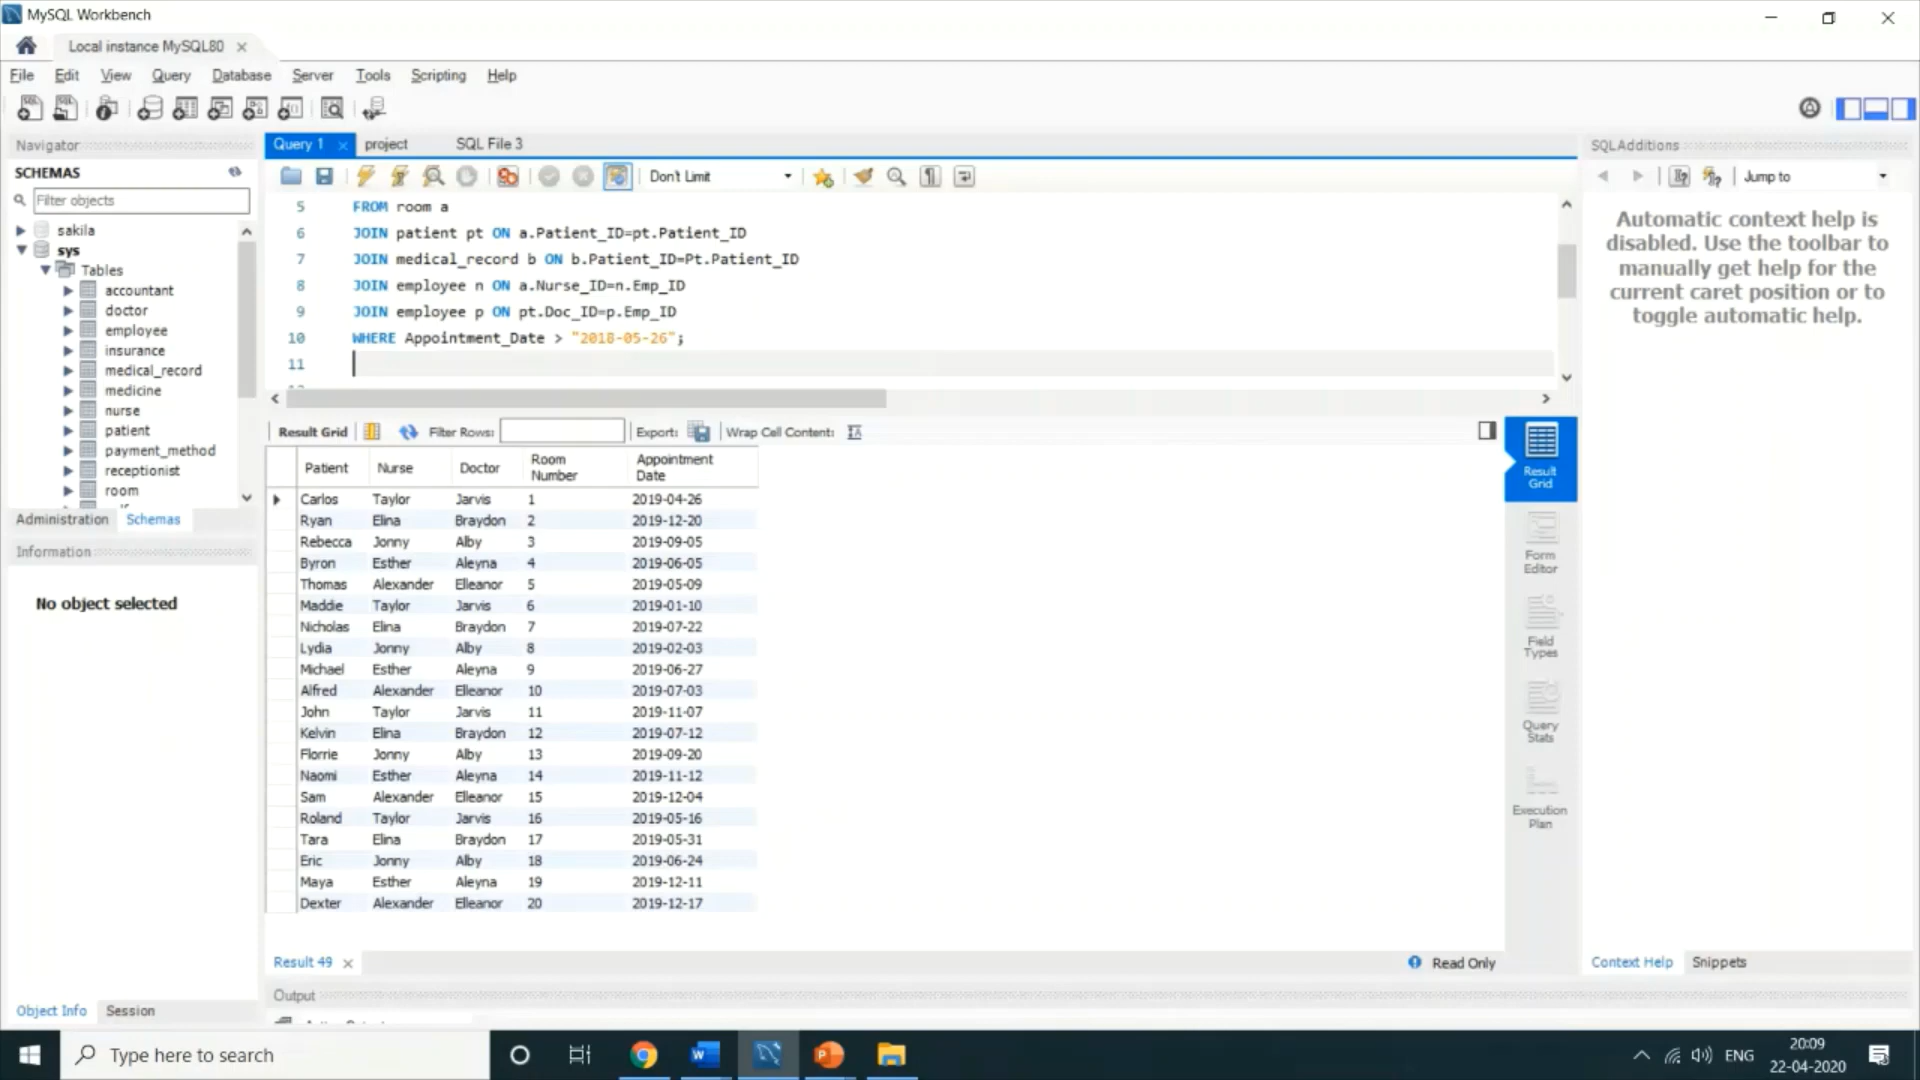 MySQL Workbench
Local instance MySQL80
File Edit View Query Database Server Tools Scripting Help
Navigator
SCHEMAS
Filter objects
sakila
sys
Tables
accountant
doctor
employee
insurance
medical_record
medicine
nurse
patient
payment_method
receptionist
room
Administration Schemas
Information
No object selected
Object Info Session
Query 1 project SQL File 3
Don't Limit
5 FROM room a
6 JOIN patient pt ON a.Patient_ID=pt.Patient_ID
7 JOIN medical_record b ON b.Patient_ID=Pt.Patient_ID
8 JOIN employee n ON a.Nurse_ID=n.Emp_ID
9 JOIN employee p ON pt.Doc_ID=p.Emp_ID
10 WHERE Appointment_Date > "2018-05-26";
11
Result Grid Filter Rows: Export: Wrap Cell Content:
Patient Nurse Doctor Room Number Appointment Date
Carlos Taylor Jarvis 1 2019-04-26
Ryan Elina Braydon 2 2019-12-20
Rebecca Jonny Alby 3 2019-09-05
Byron Esther Aleyna 4 2019-06-05
Thomas Alexander Elleanor 5 2019-05-09
Maddie Taylor Jarvis 6 2019-01-10
Nicholas Elina Braydon 7 2019-07-22
Lydia Jonny Alby 8 2019-02-03
Michael Esther Aleyna 9 2019-06-27
Alfred Alexander Elleanor 10 2019-07-03
John Taylor Jarvis 11 2019-11-07
Kelvin Elina Braydon 12 2019-07-12
Florrie Jonny Alby 13 2019-09-20
Naomi Esther Aleyna 14 2019-11-12
Sam Alexander Elleanor 15 2019-12-04
Roland Taylor Jarvis 16 2019-05-16
Tara Elina Braydon 17 2019-05-31
Eric Jonny Alby 18 2019-06-24
Maya Esther Aleyna 19 2019-12-11
Dexter Alexander Elleanor 20 2019-12-17
Result 49
Read Only
Output
Result Grid
Form Editor
Field Types
Query Stats
Execution Plan
SQLAdditions
Jump to
Automatic context help is
disabled. Use the toolbar to
manually get help for the
current caret position or to
toggle automatic help.
Context Help Snippets
Type here to search
ENG
20:09
22-04-2020